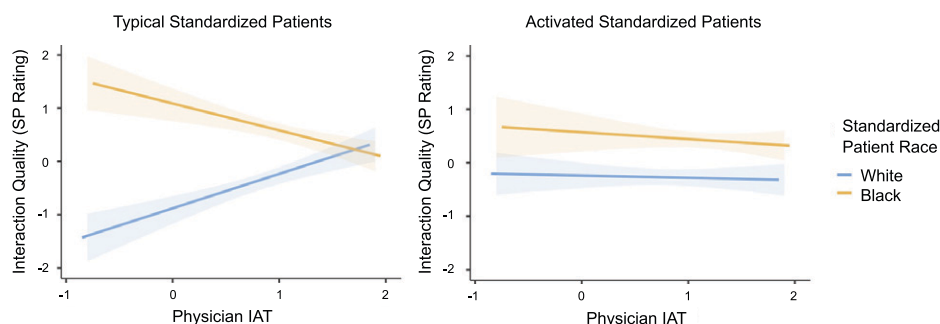 Typical Standardized Patients
Interaction Quality (SP Rating)
2
1
0
-1
-2
-1
0
1
2
Physician IAT
Activated Standardized Patients
Interaction Quality (SP Rating)
2
1
0
-1
-2
-1
0
1
2
Physician IAT
Standardized
Patient Race
White
Black